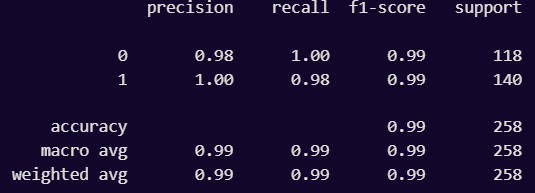 precision recall f1-score support
0 0.98 1.00 0.99 118
1 1.00 0.98 0.99 140
accuracy 0.99 258
macro avg 0.99 0.99 0.99 258
weighted avg 0.99 0.99 0.99 258